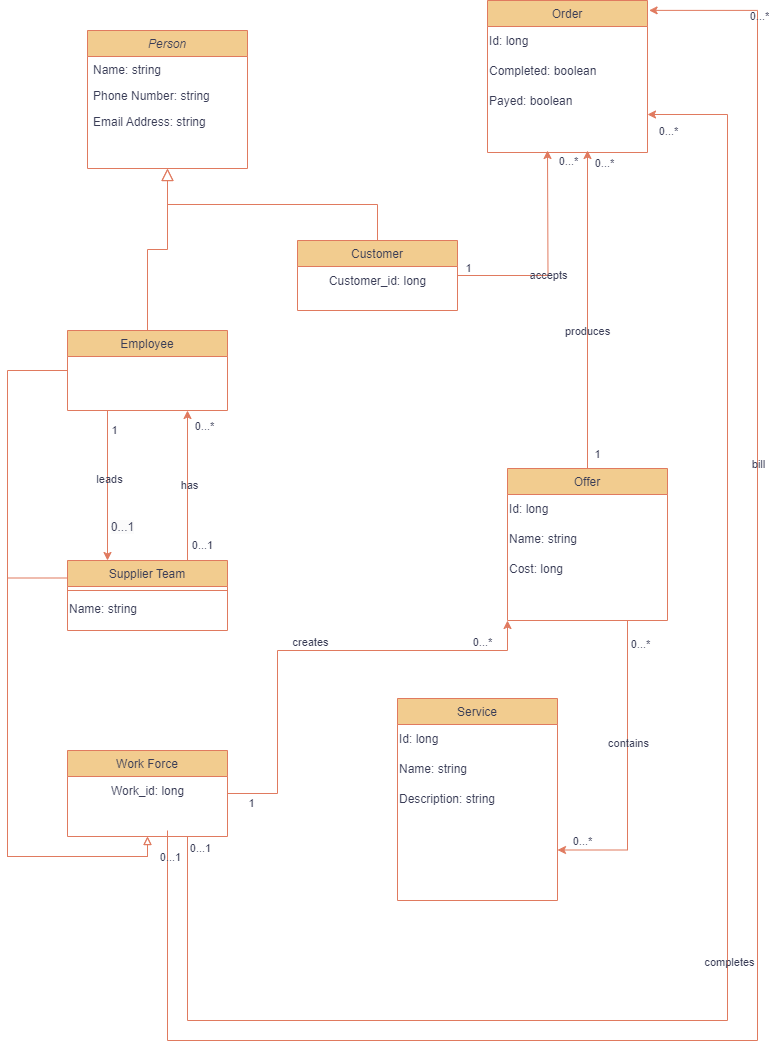 Order
Id: long
Completed: boolean
Payed: boolean
0...*
Person
Name: string
Phone Number: string
Email Address: string
0...*
0...*
0...*
Customer
Customer_id: long
1
accepts
produces
Employee
1
0...*
leads
has
0...1
0...1
1
bill
Offer
Id: long
Name: string
Cost: long
Supplier Team
Name: string
creates
0...*
0...*
Service
Id: long
Name: string
Description: string
contains
0...*
Work Force
Work_id: long
1
0...1
0...1
completes